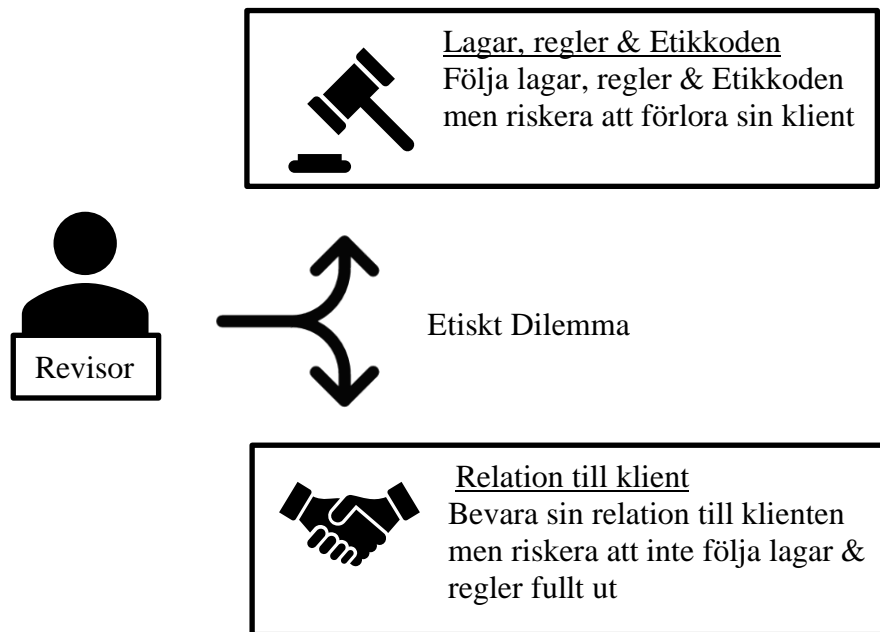 Lagar, regler & Etikkoden
Följa lagar, regler & Etikkoden
men riskera att förlora sin klient
Revisor
Etiskt Dilemma
Relation till klient
Bevara sin relation till klienten
men riskera att inte följa lagar &
regler fullt ut